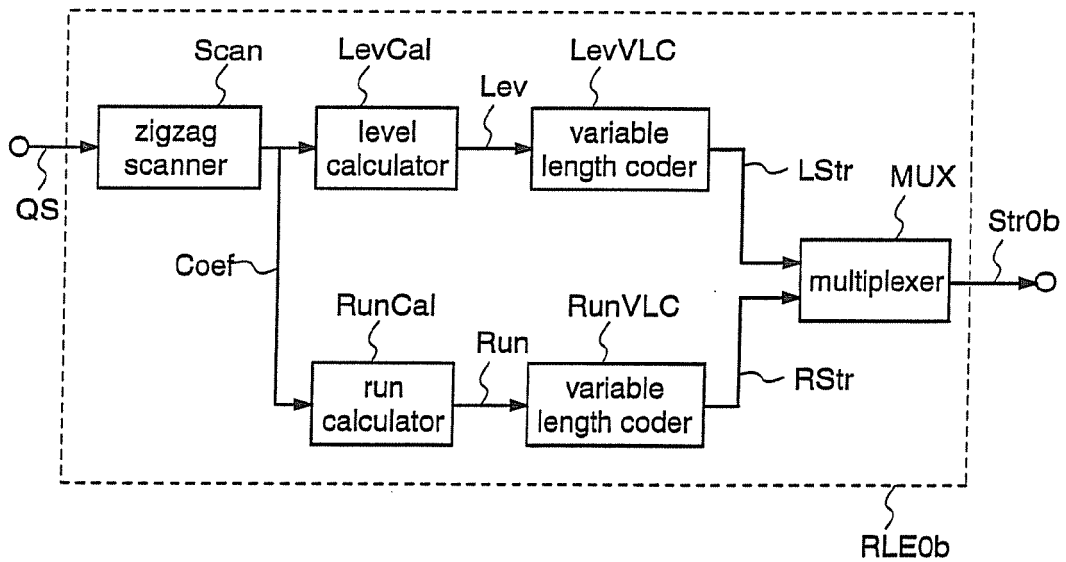 Scan
LevCal
LevVLC
Lev
zigzag
scanner
level
calculator
variable
length coder
QS
LStr
MUX
Str0b
Coef
multiplexer
RunCal
RunVLC
Run
RStr
run
calculator
variable
length coder
RLE0b